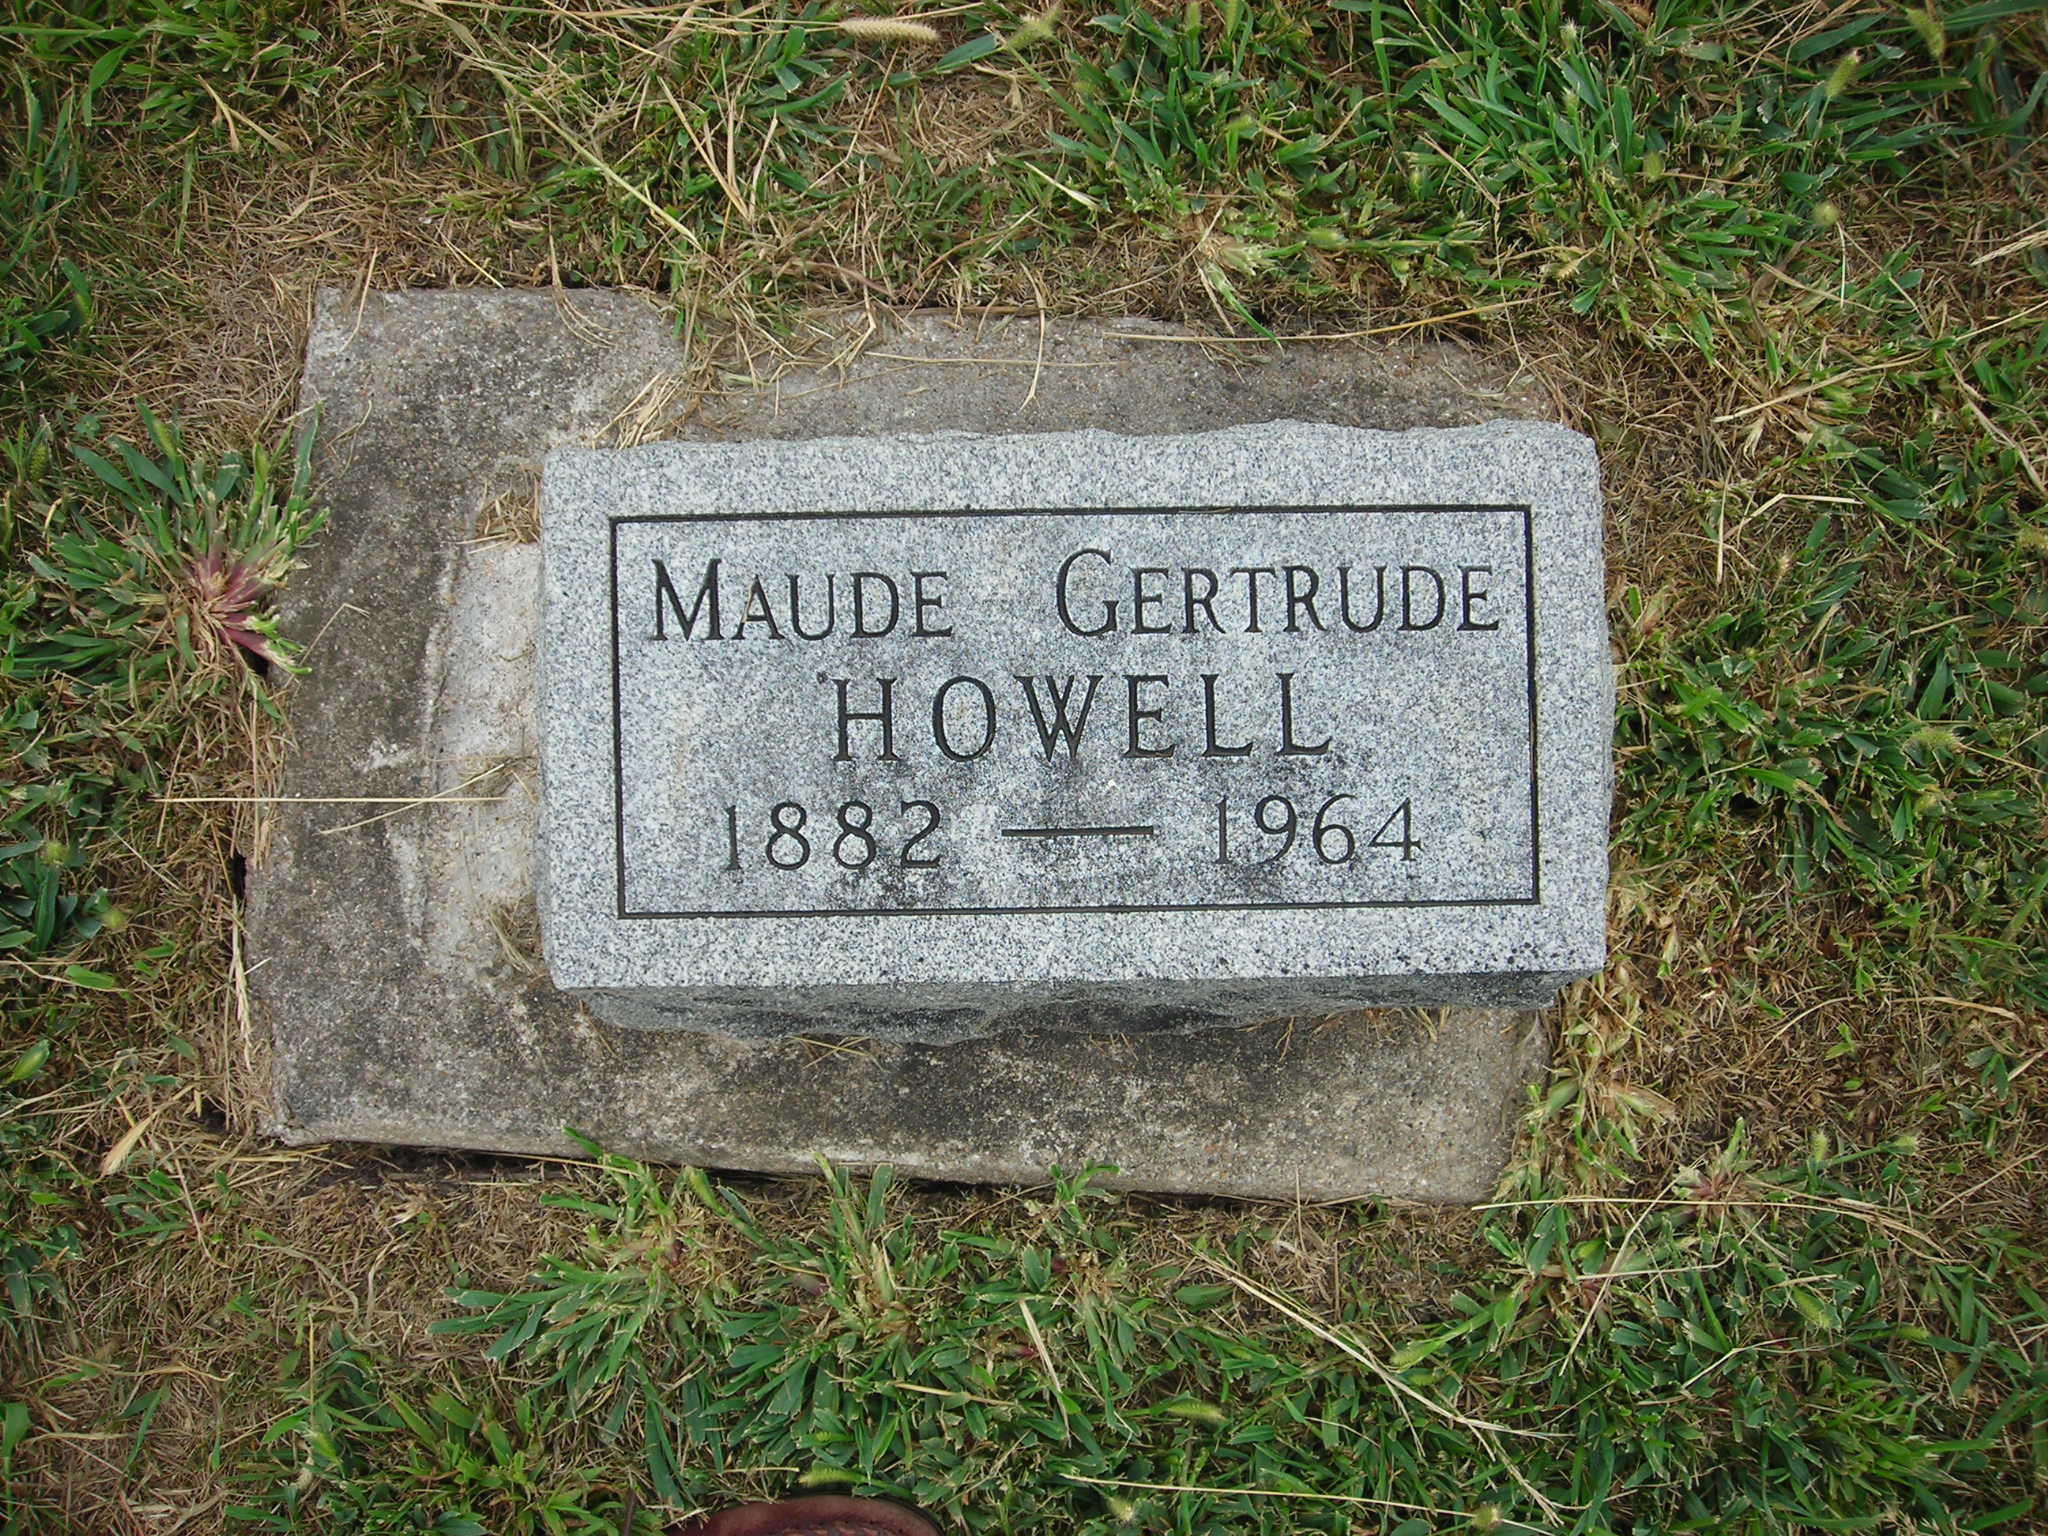 MAUDE GERTRUDE
HOWELL
1882 — 1964